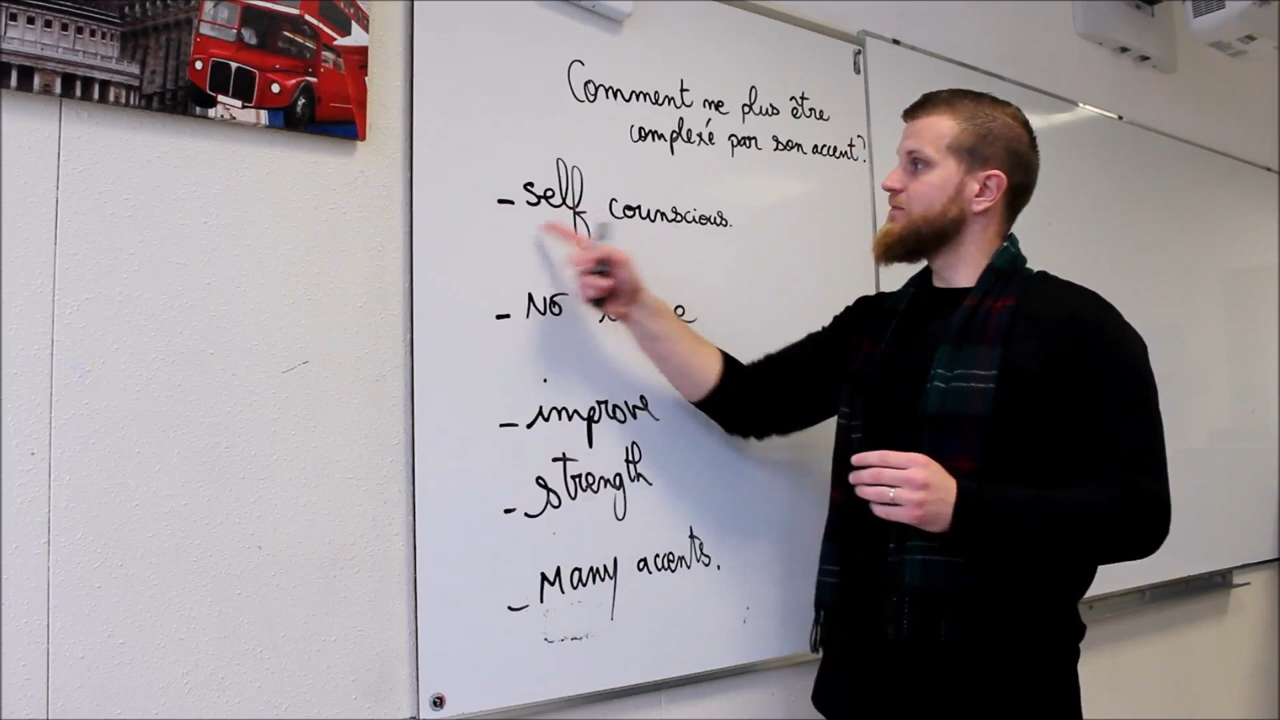 Comment ne plus être
complexé par son accent?
- self counscious.
- NO
- improve
- strength
- Many accents.